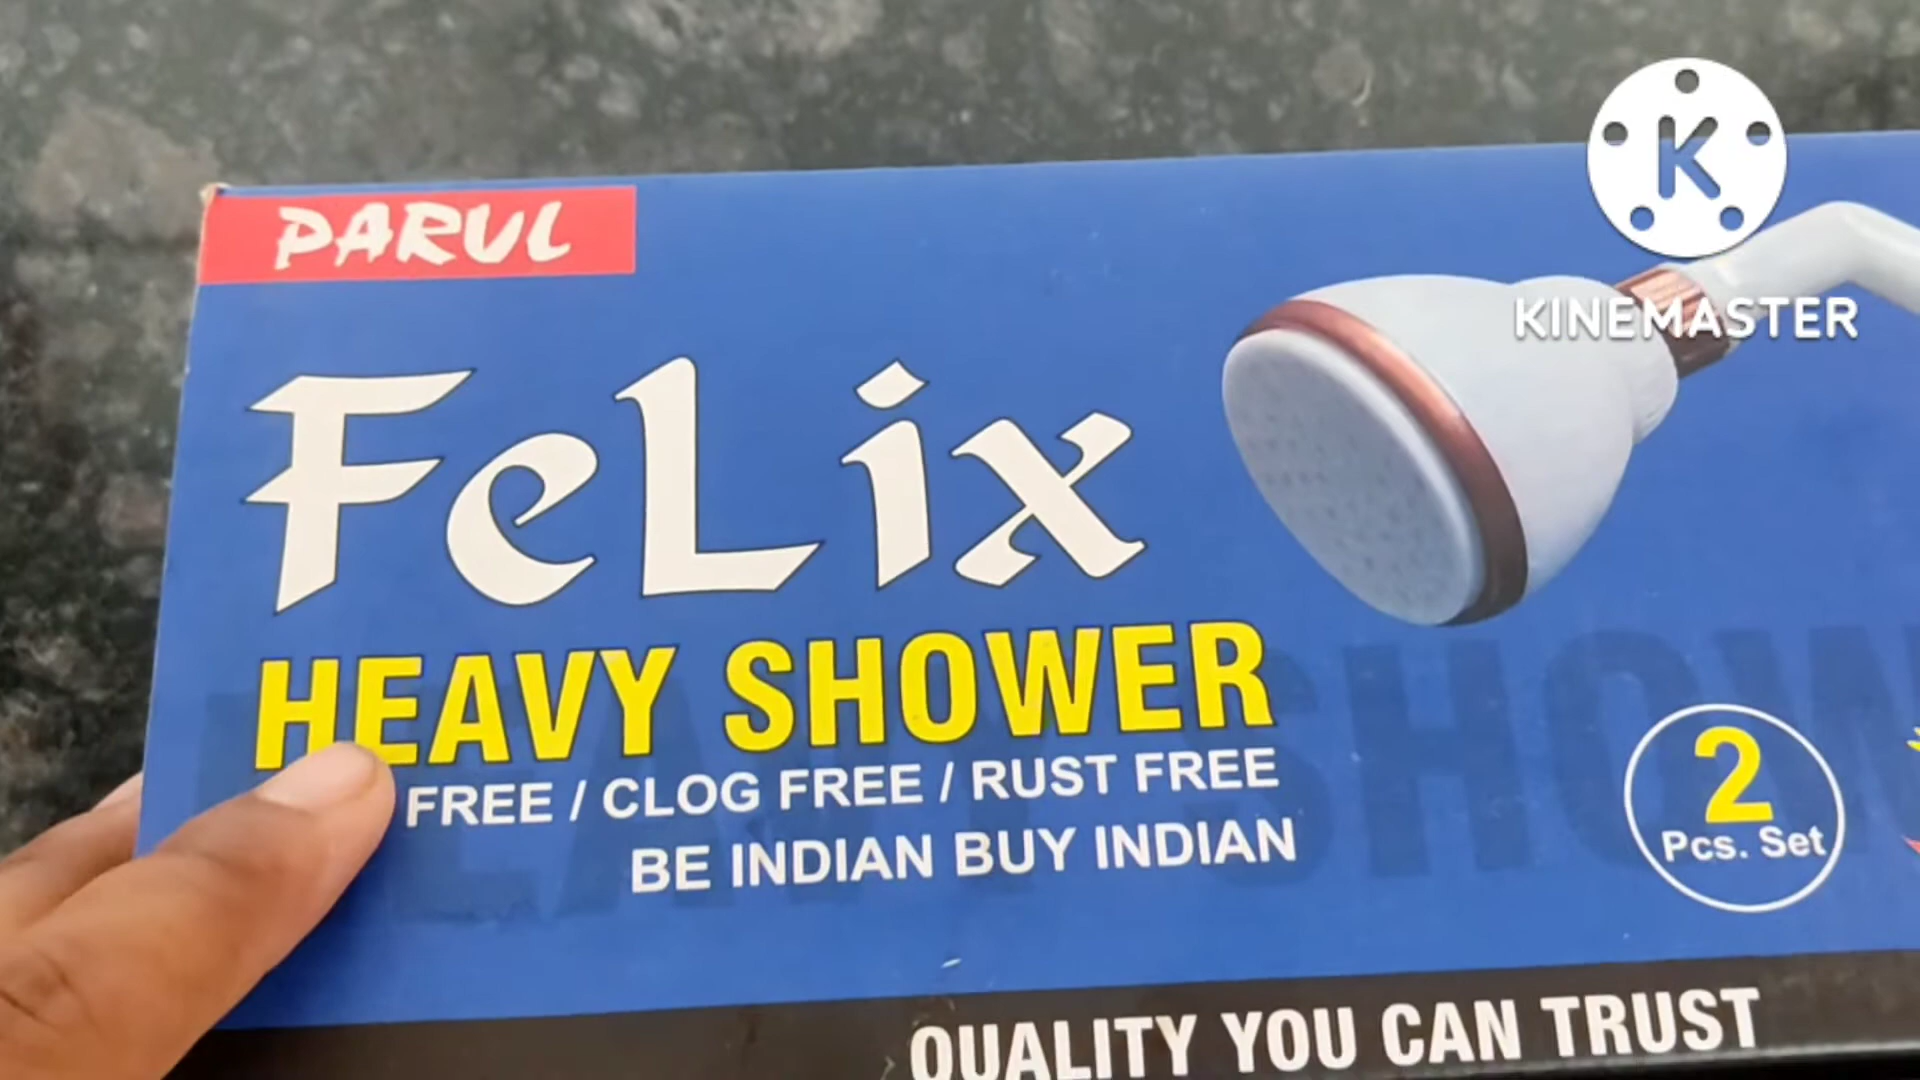 PARUL
FeLix
HEAVY SHOWER
FREE / CLOG FREE / RUST FREE
BE INDIAN BUY INDIAN
2
Pcs. Set
QUALITY YOU CAN TRUST
K
KINEMASTER